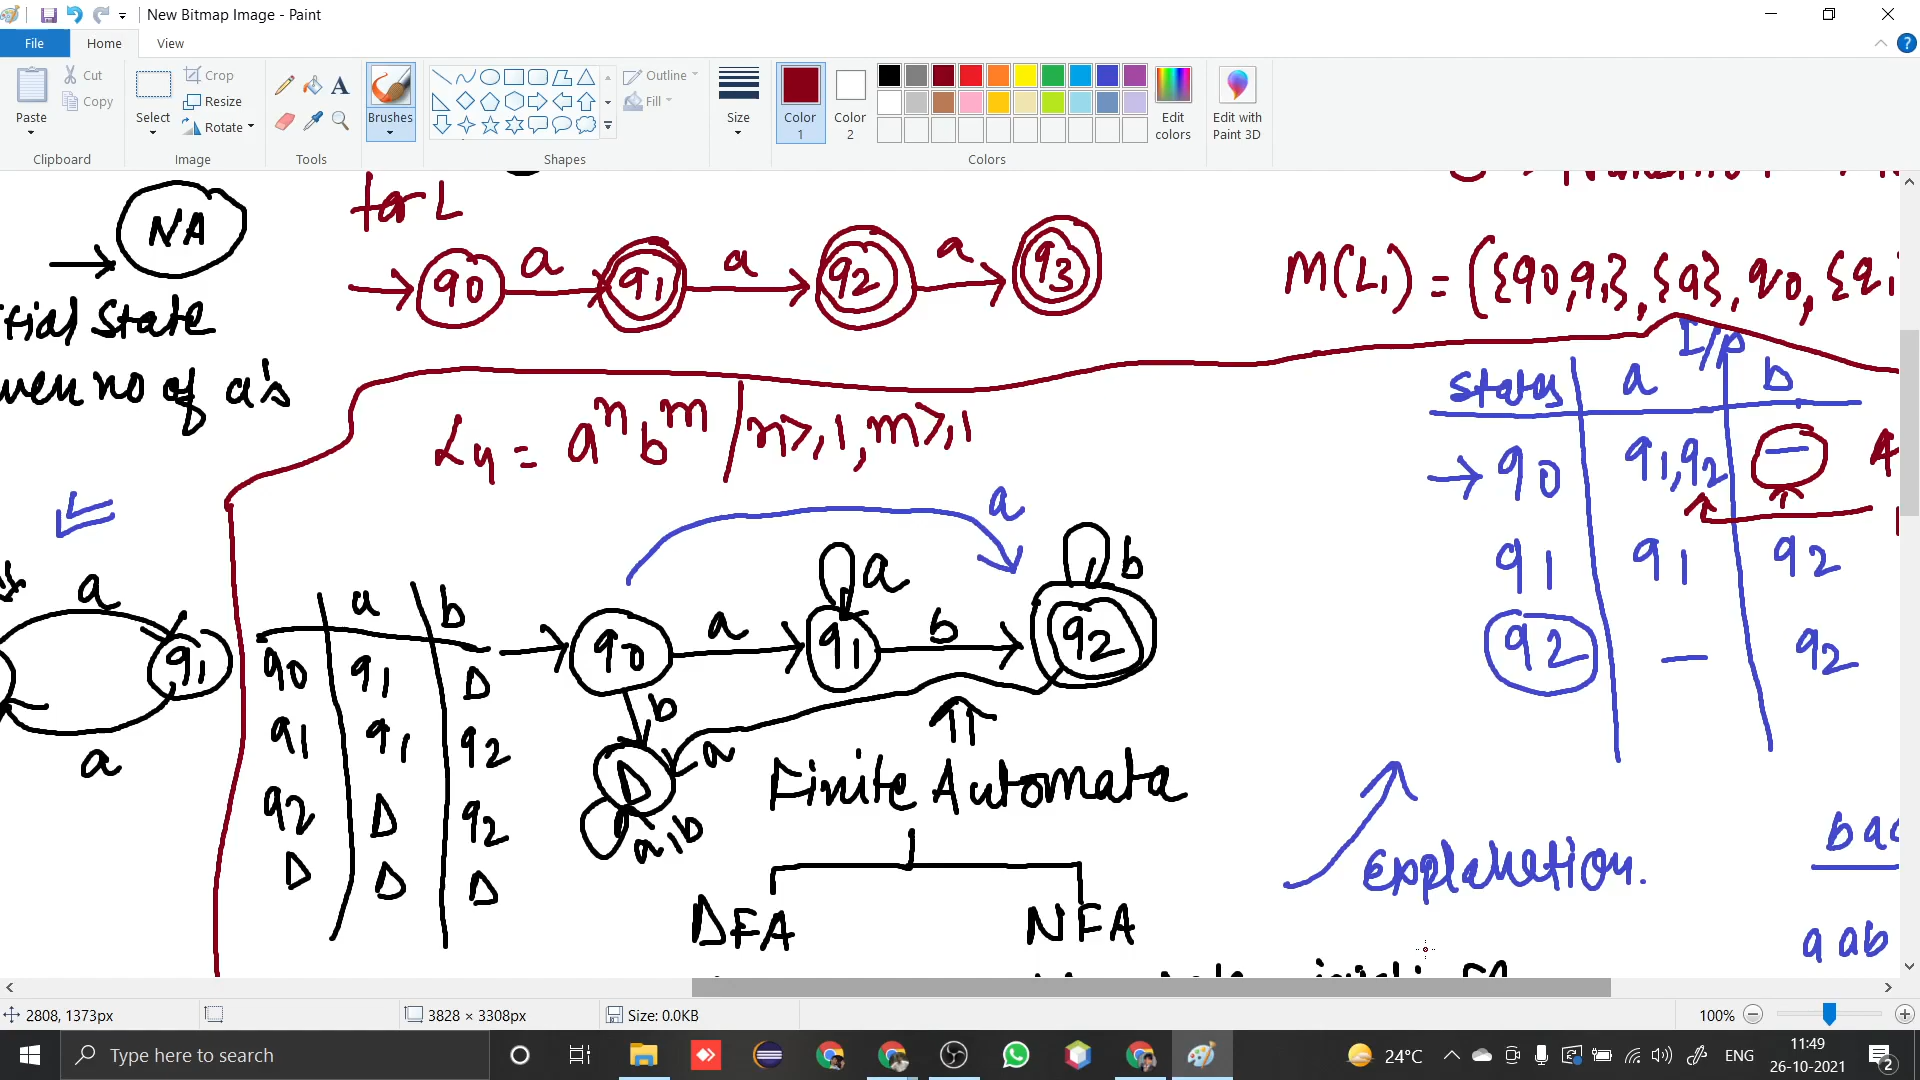 New Bitmap Image - Paint
File
Home
View
Paste
Cut
Copy
Clipboard
Select
Crop
Resize
Rotate
Image
Tools
Brushes
Shapes
Outline
Fill
Size
Color 1
Color 2
Edit colors
Colors
Edit with Paint 3D
for L
NA
q0 a q1 a q2 a q3
M(L1) = ({q0,q1}, {a}, q0, {q1
State
no of a's
L4 = a^n b^m | n≥1, m≥1
states a I/p b
→ q0 q1,q2 —
q1 q1 q2
q2 — q2
a
a q1
a
a b
q0 q1 D
q1 q1 q2
q2 D q2
D D D
a
q0 a q1 b q2
a b
b
D a
a,b
Finite Automata
DFA NFA
Explanation.
aab
2808, 1373px
3828 × 3308px
Size: 0.0KB
100%
Type here to search
24°C
ENG
11:49
26-10-2021
2